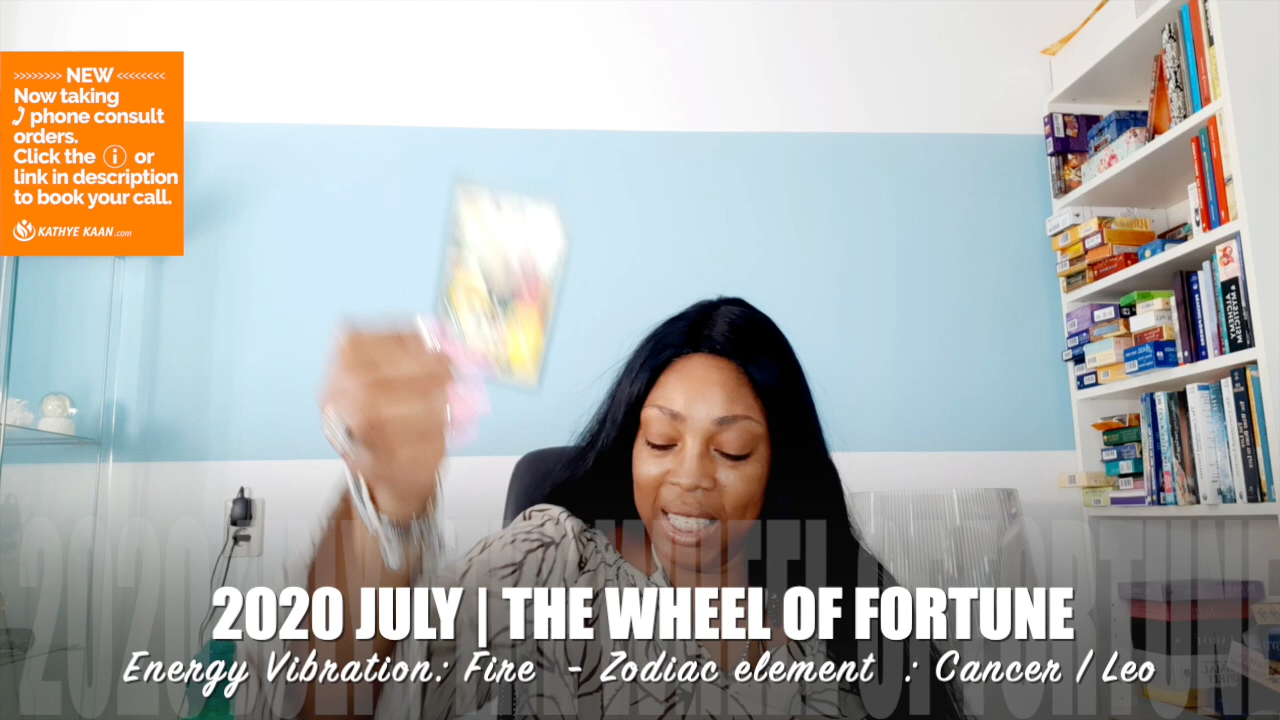 >>>>>>>> NEW <<<<<<<<
Now taking
phone consult
orders.
Click the ⓘ or
link in description
to book your call.
KATHYE KAAN.com
2020 JULY | THE WHEEL OF FORTUNE
Energy Vibration: Fire - Zodiac element : Cancer / Leo